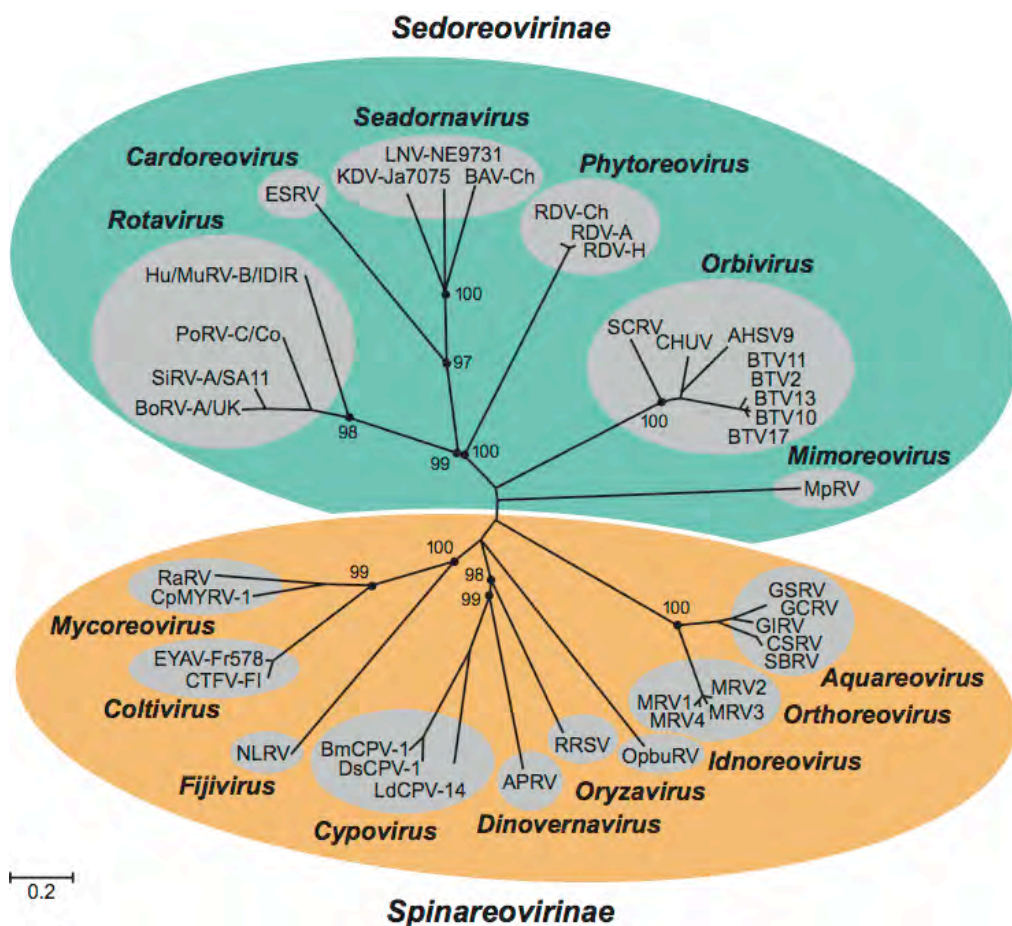 Sedoreovirinae
Seadornavirus
Cardoreovirus
LNV-NE9731
Phytoreovirus
KDV-Ja7075 BAV-Ch
ESRV
RDV-Ch
RDV-A
RDV-H
Rotavirus
Orbivirus
Hu/MuRV-B/IDIR
100
SCRV
CHUV
AHSV9
PoRV-C/Co
97
BTV11
BTV2
SiRV-A/SA11
BTV13
BoRV-A/UK
BTV10
BTV17
98
100
99
100
Mimoreovirus
MpRV
100
99
98
99
RaRV
CpMYRV-1
Mycoreovirus
100
GSRV
GCRV
GIRV
CSRV
SBRV
Aquareovirus
EYAV-Fr578
CTFV-Fl
Coltivirus
MRV2
MRV1
MRV3
MRV4
Orthoreovirus
NLRV
Fijivirus
BmCPV-1
DsCPV-1
LdCPV-14
Cypovirus
APRV
Dinovernavirus
RRSV
Oryzavirus
OpbuRV
Idnoreovirus
0.2
Spinareovirinae